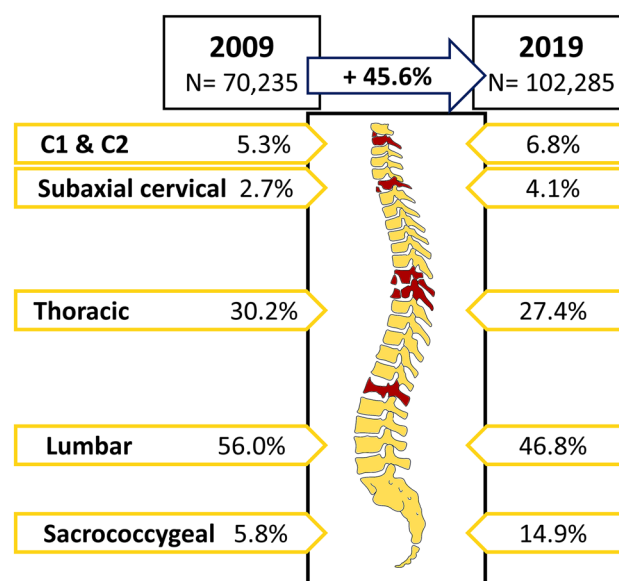 2009
N= 70,235
+ 45.6%
2019
N= 102,285
C1 & C2 5.3% 6.8%
Subaxial cervical 2.7% 4.1%
Thoracic 30.2% 27.4%
Lumbar 56.0% 46.8%
Sacrococcygeal 5.8% 14.9%